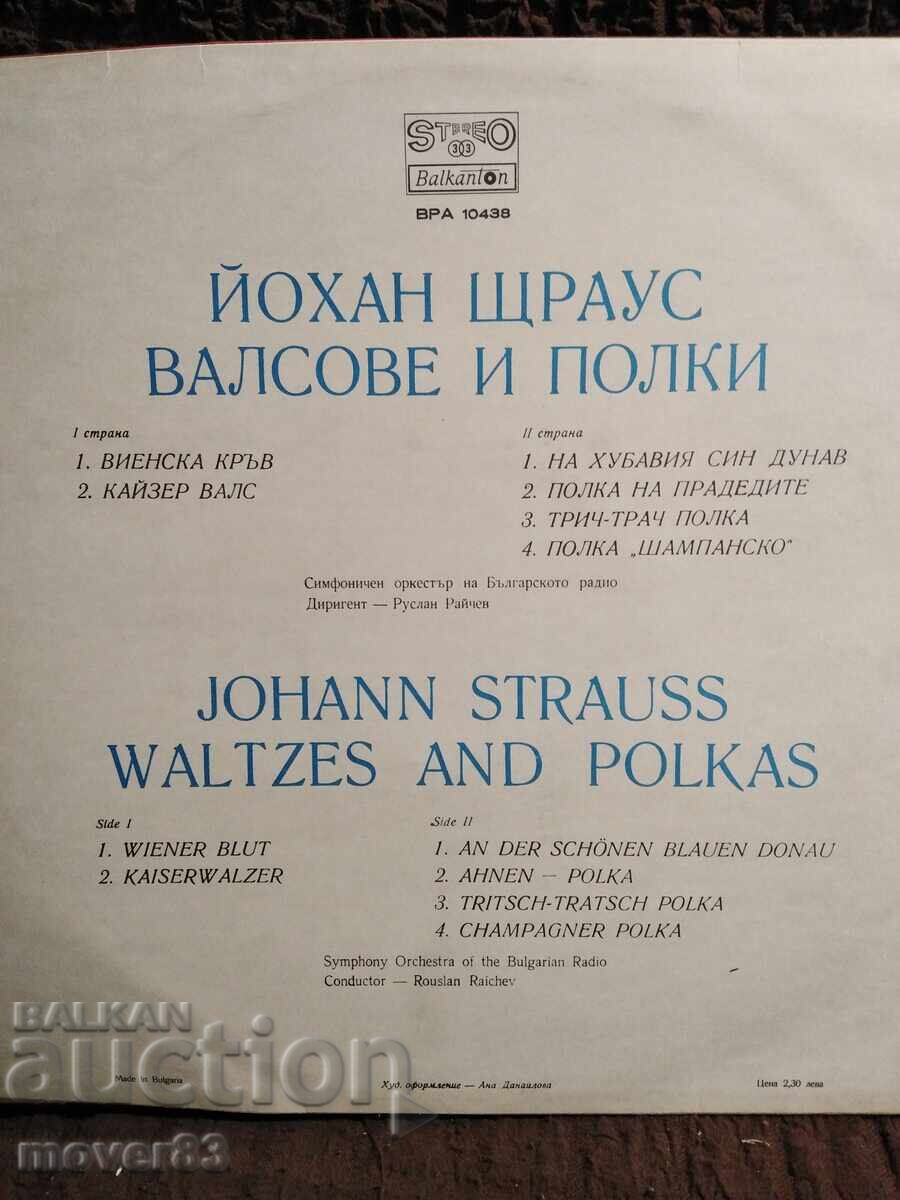 STEREO
33
Balkanton
ВРА 10438
ЙОХАН ЩРАУС
ВАЛСОВЕ И ПОЛКИ
I страна
1. ВИЕНСКА КРЪВ
2. КАЙЗЕР ВАЛС
II страна
1. НА ХУБАВИЯ СИН ДУНАВ
2. ПОЛКА НА ПРАДЕДИТЕ
3. ТРИЧ-ТРАЧ ПОЛКА
4. ПОЛКА „ШАМПАНСКО“
Симфоничен оркестър на Българското радио
Диригент — Руслан Райчев
JOHANN STRAUSS
WALTZES AND POLKAS
Side I
1. WIENER BLUT
2. KAISERWALZER
Side II
1. AN DER SCHÖNEN BLAUEN DONAU
2. AHNEN — POLKA
3. TRITSCH-TRATSCH POLKA
4. CHAMPAGNER POLKA
Symphony Orchestra of the Bulgarian Radio
Conductor — Rouslan Raichev
BALKAN
auction
Made in Bulgaria
Худ. оформление — Ана Данаилова
Цена 2,30 лева
mover83